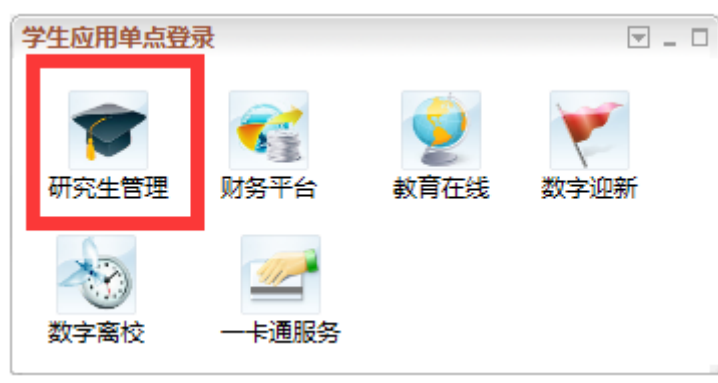 学生应用单点登录
研究生管理 财务平台 教育在线 数字迎新
数字离校 一卡通服务